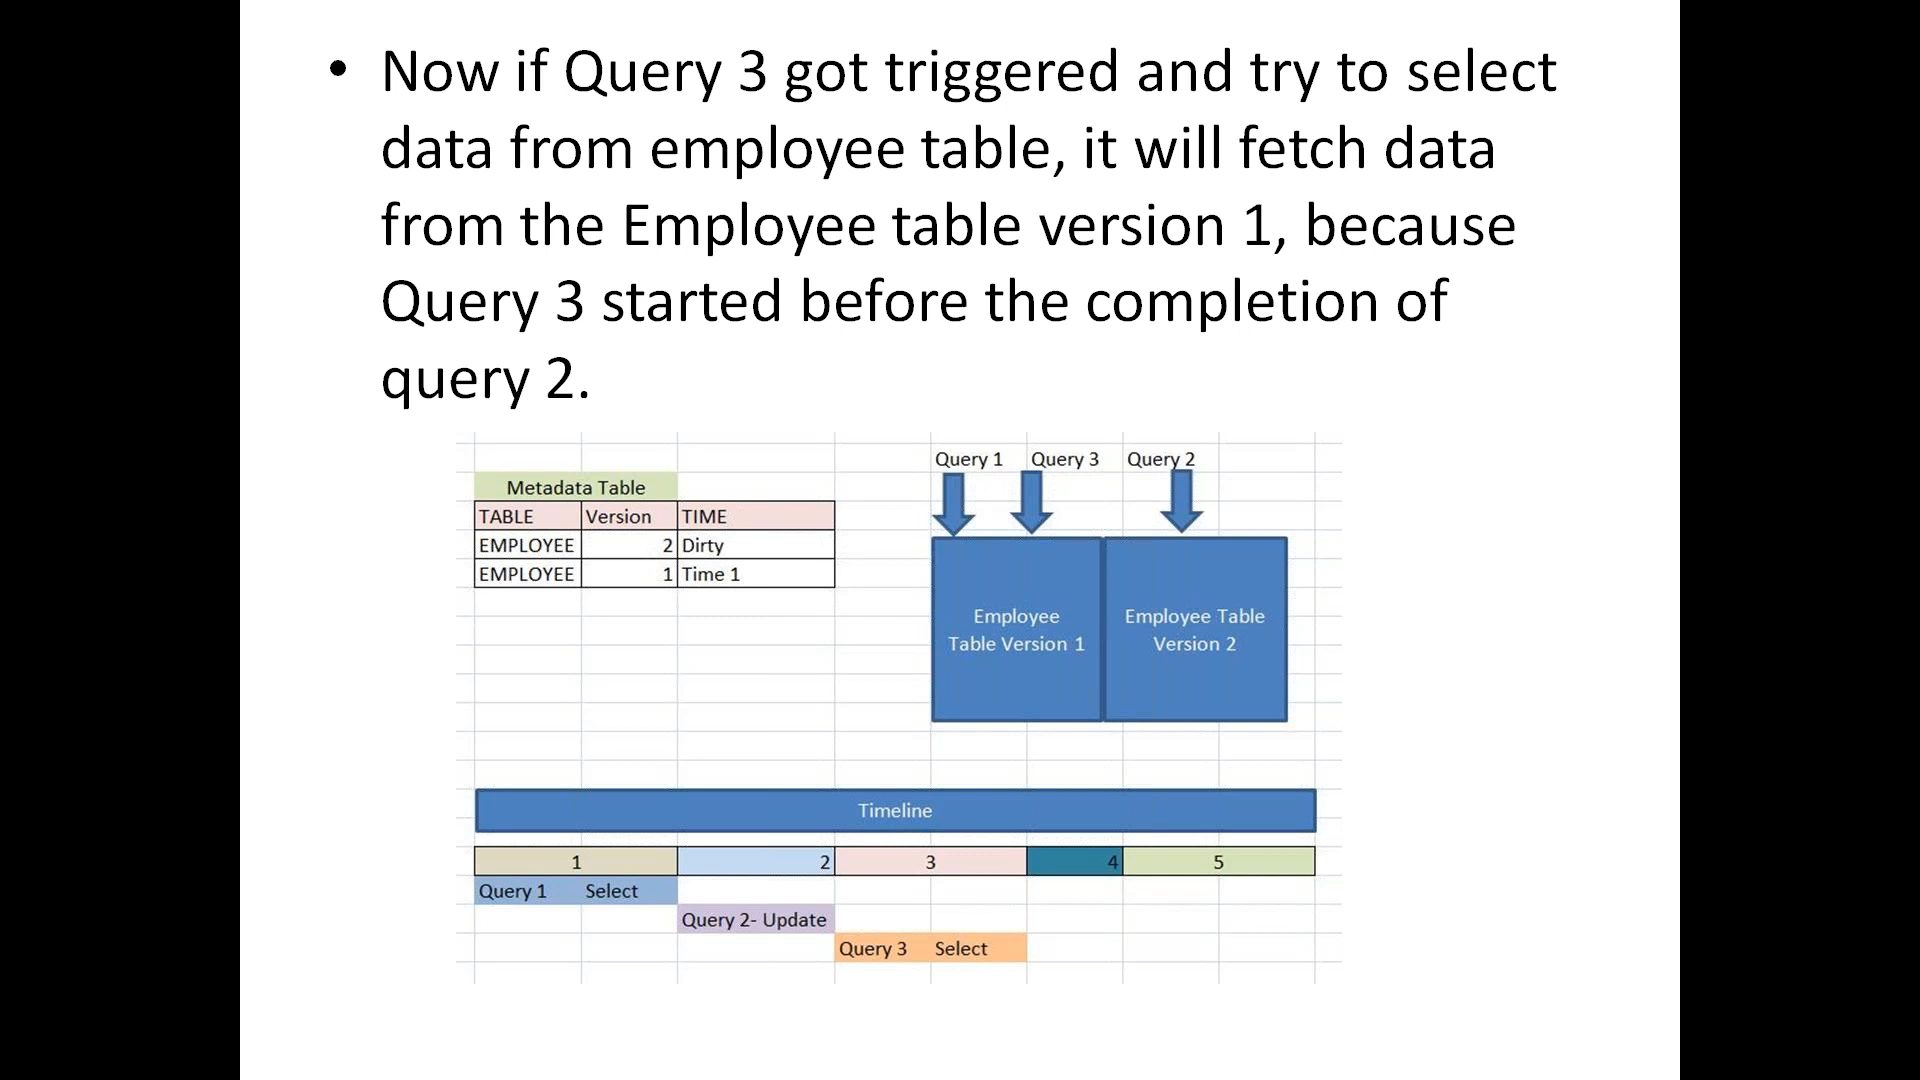 • Now if Query 3 got triggered and try to select
data from employee table, it will fetch data
from the Employee table version 1, because
Query 3 started before the completion of
query 2.
Query 1 Query 3 Query 2
Metadata Table
TABLE Version TIME
EMPLOYEE 2 Dirty
EMPLOYEE 1 Time 1
Employee
Table Version 1
Employee Table
Version 2
Timeline
1 2 3 4 5
Query 1 Select
Query 2- Update
Query 3 Select